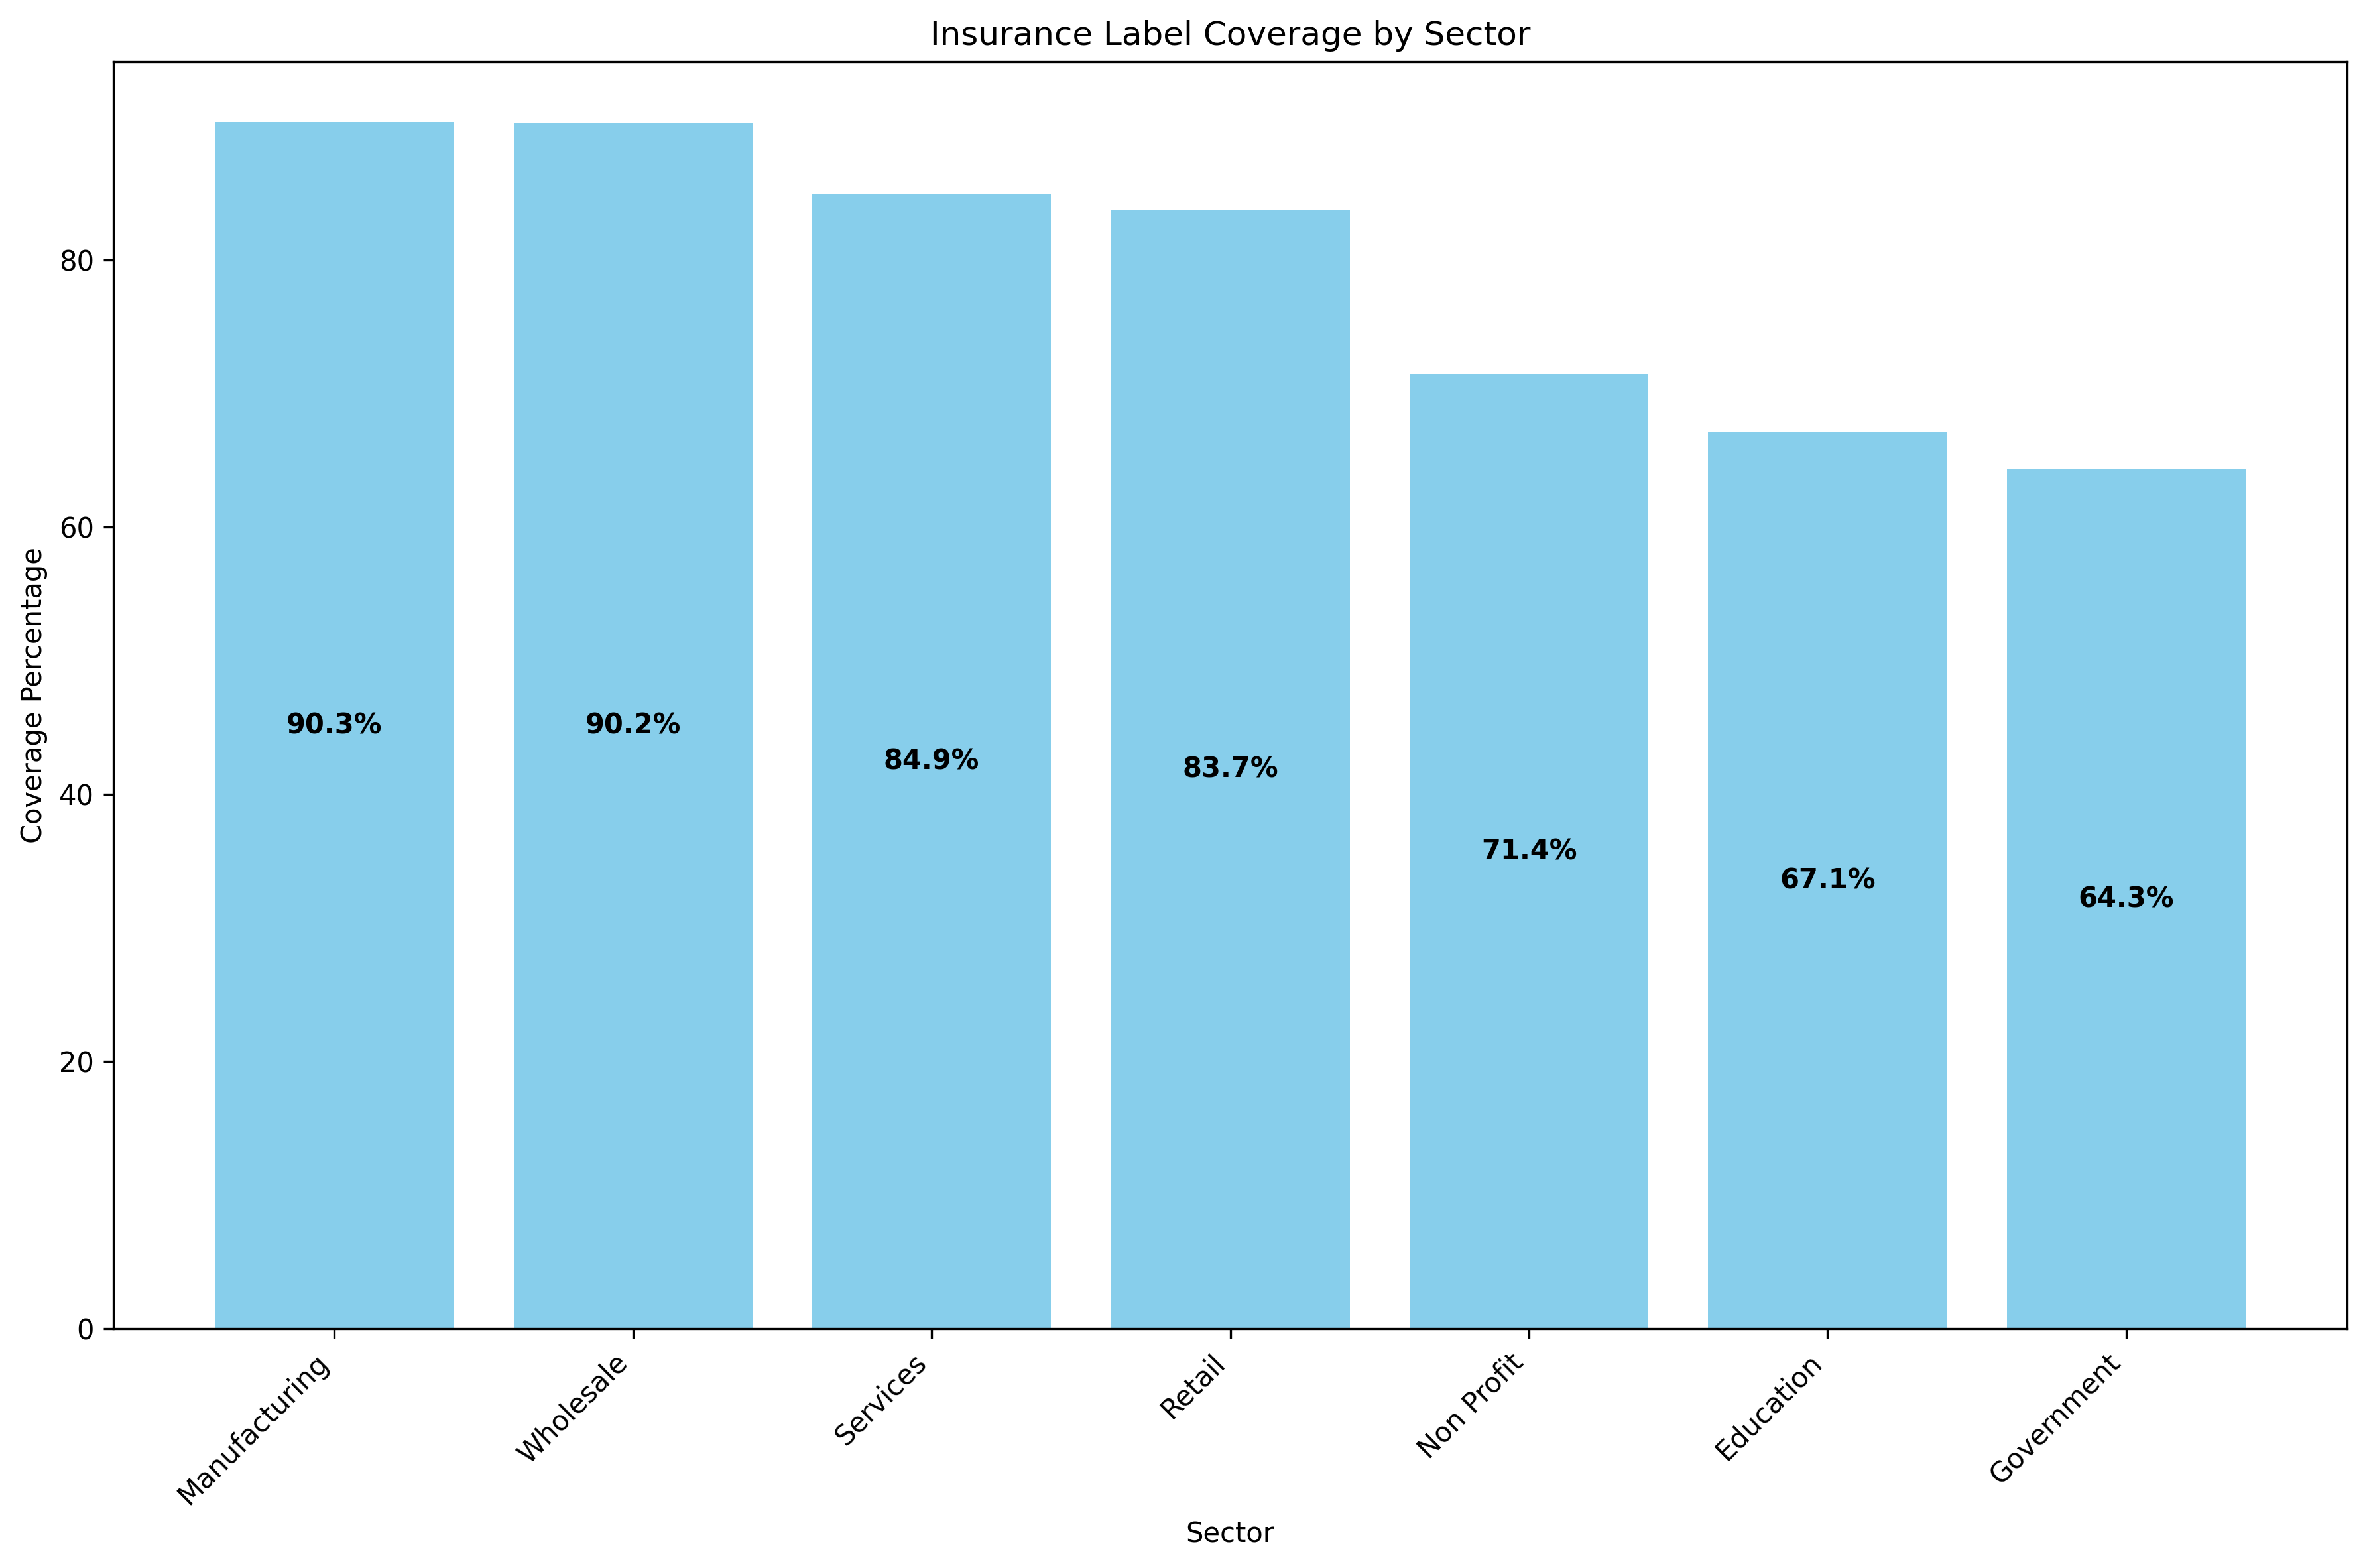 Insurance Label Coverage by Sector
Coverage Percentage
80
60
40
20
0
90.3%
90.2%
84.9%
83.7%
71.4%
67.1%
64.3%
Manufacturing
Wholesale
Services
Retail
Non Profit
Education
Government
Sector